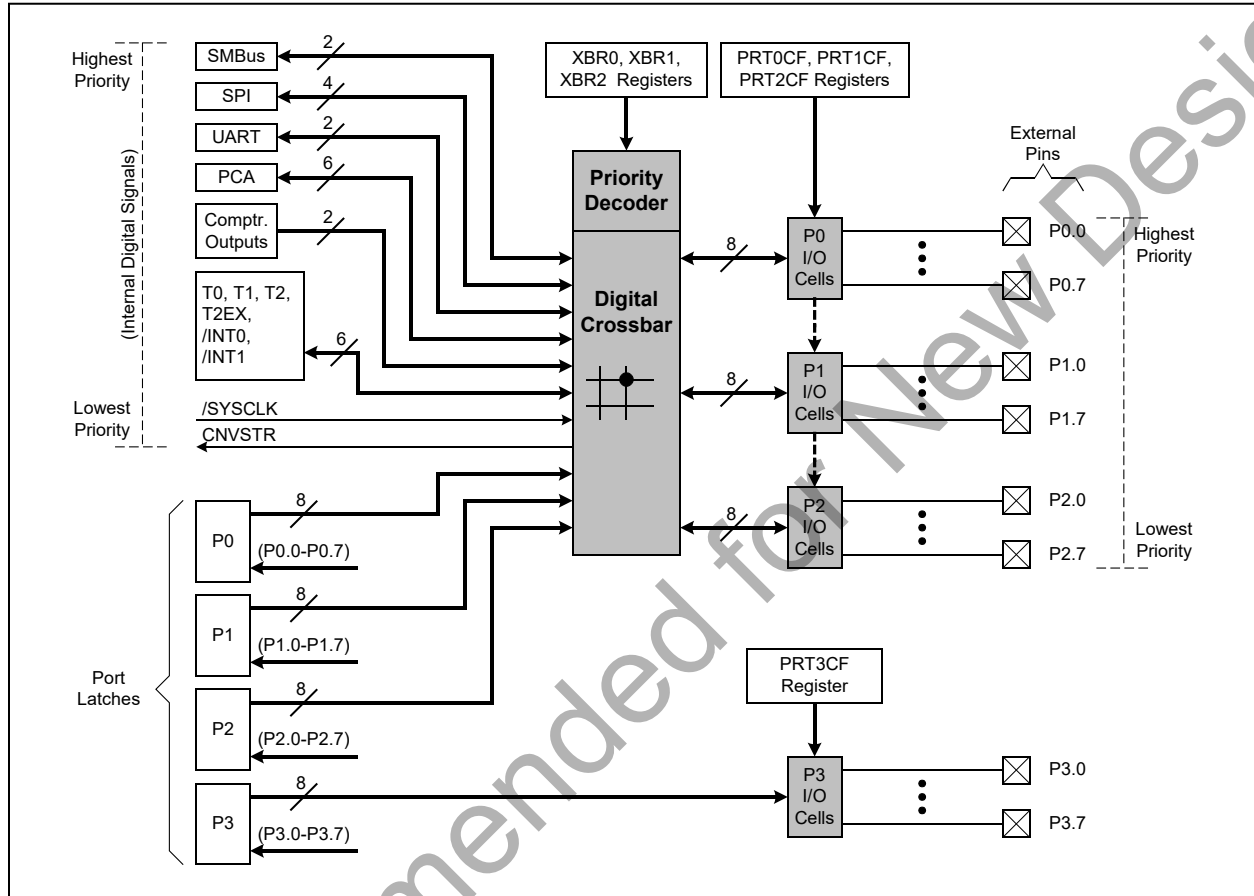 Highest
Priority
(Internal Digital Signals)
Lowest
Priority
SMBus
2
SPI
4
UART
2
PCA
6
Comptr.
Outputs
2
T0, T1, T2,
T2EX,
/INT0,
/INT1
6
/SYSCLK
CNVSTR
XBR0, XBR1,
XBR2 Registers
PRT0CF, PRT1CF,
PRT2CF Registers
Priority
Decoder
Digital
Crossbar
External
Pins
8
P0
I/O
Cells
P0.0
P0.7
Highest
Priority
8
P1
I/O
Cells
P1.0
P1.7
8
P2
I/O
Cells
P2.0
P2.7
Lowest
Priority
Port
Latches
P0
8
(P0.0-P0.7)
P1
8
(P1.0-P1.7)
P2
8
(P2.0-P2.7)
P3
8
(P3.0-P3.7)
PRT3CF
Register
P3
I/O
Cells
P3.0
P3.7
mended for New Desig